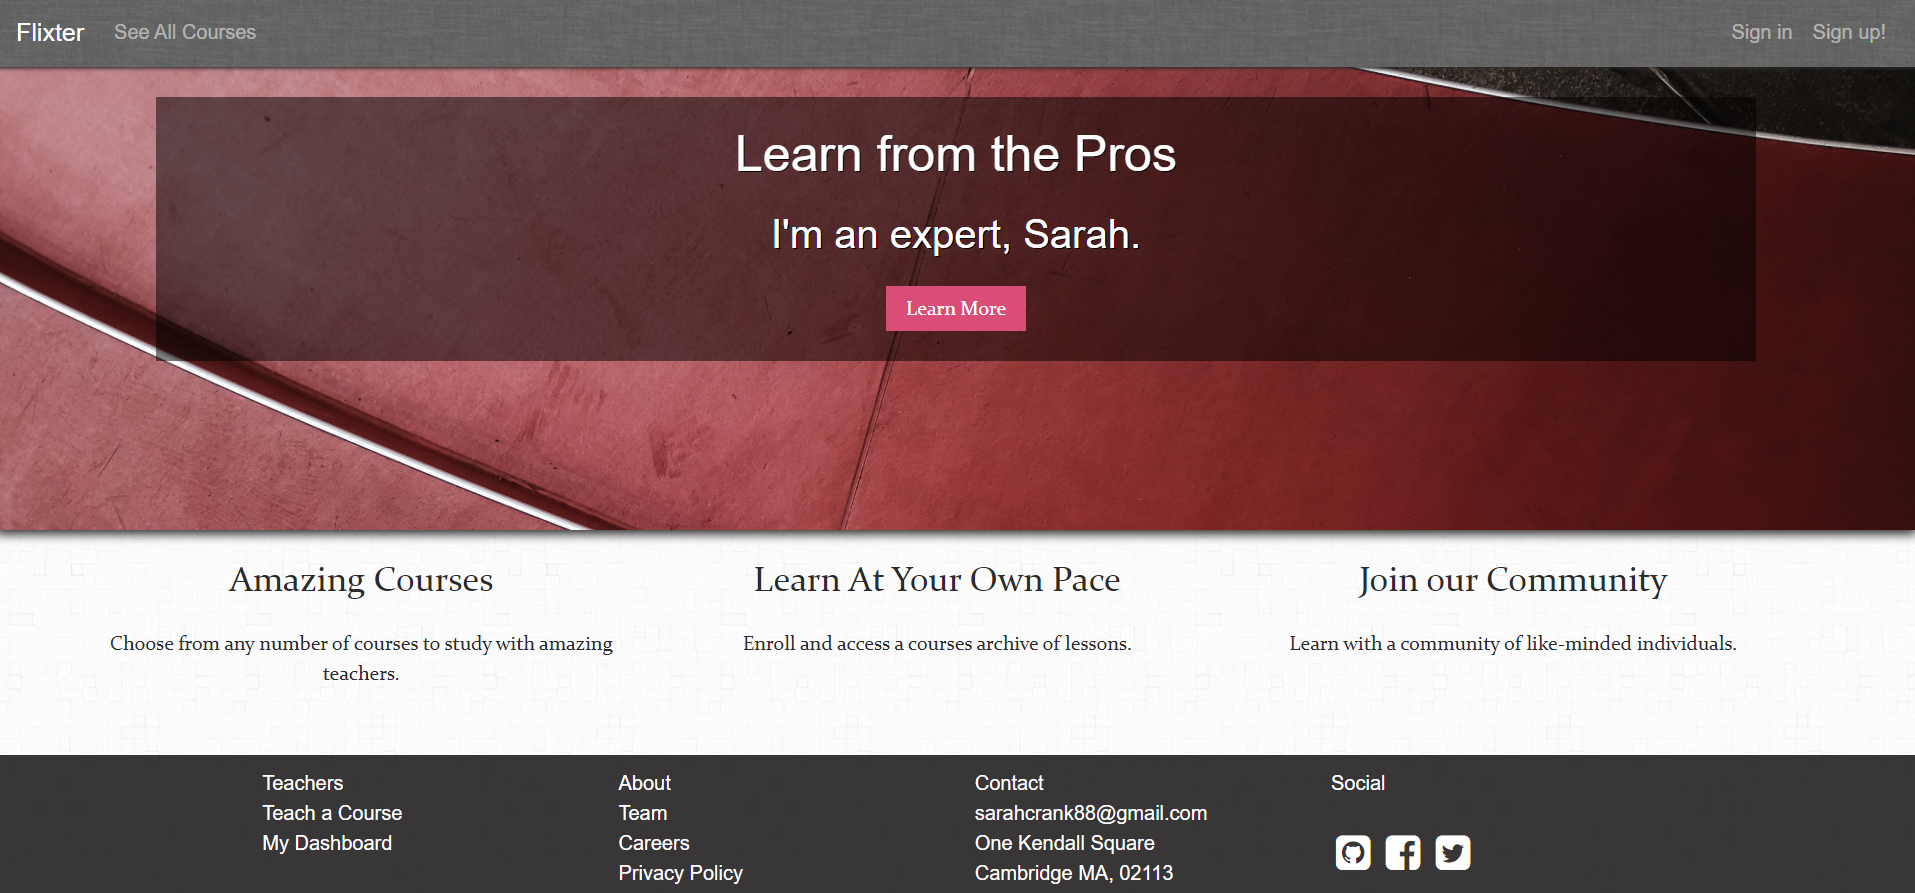 Flixter See All Courses Sign in Sign up!
Learn from the Pros
I'm an expert, Sarah.
Learn More
Amazing Courses
Choose from any number of courses to study with amazing
teachers.
Learn At Your Own Pace
Enroll and access a courses archive of lessons.
Join our Community
Learn with a community of like-minded individuals.
Teachers
Teach a Course
My Dashboard
About
Team
Careers
Privacy Policy
Contact
sarahcrank88@gmail.com
One Kendall Square
Cambridge MA, 02113
Social